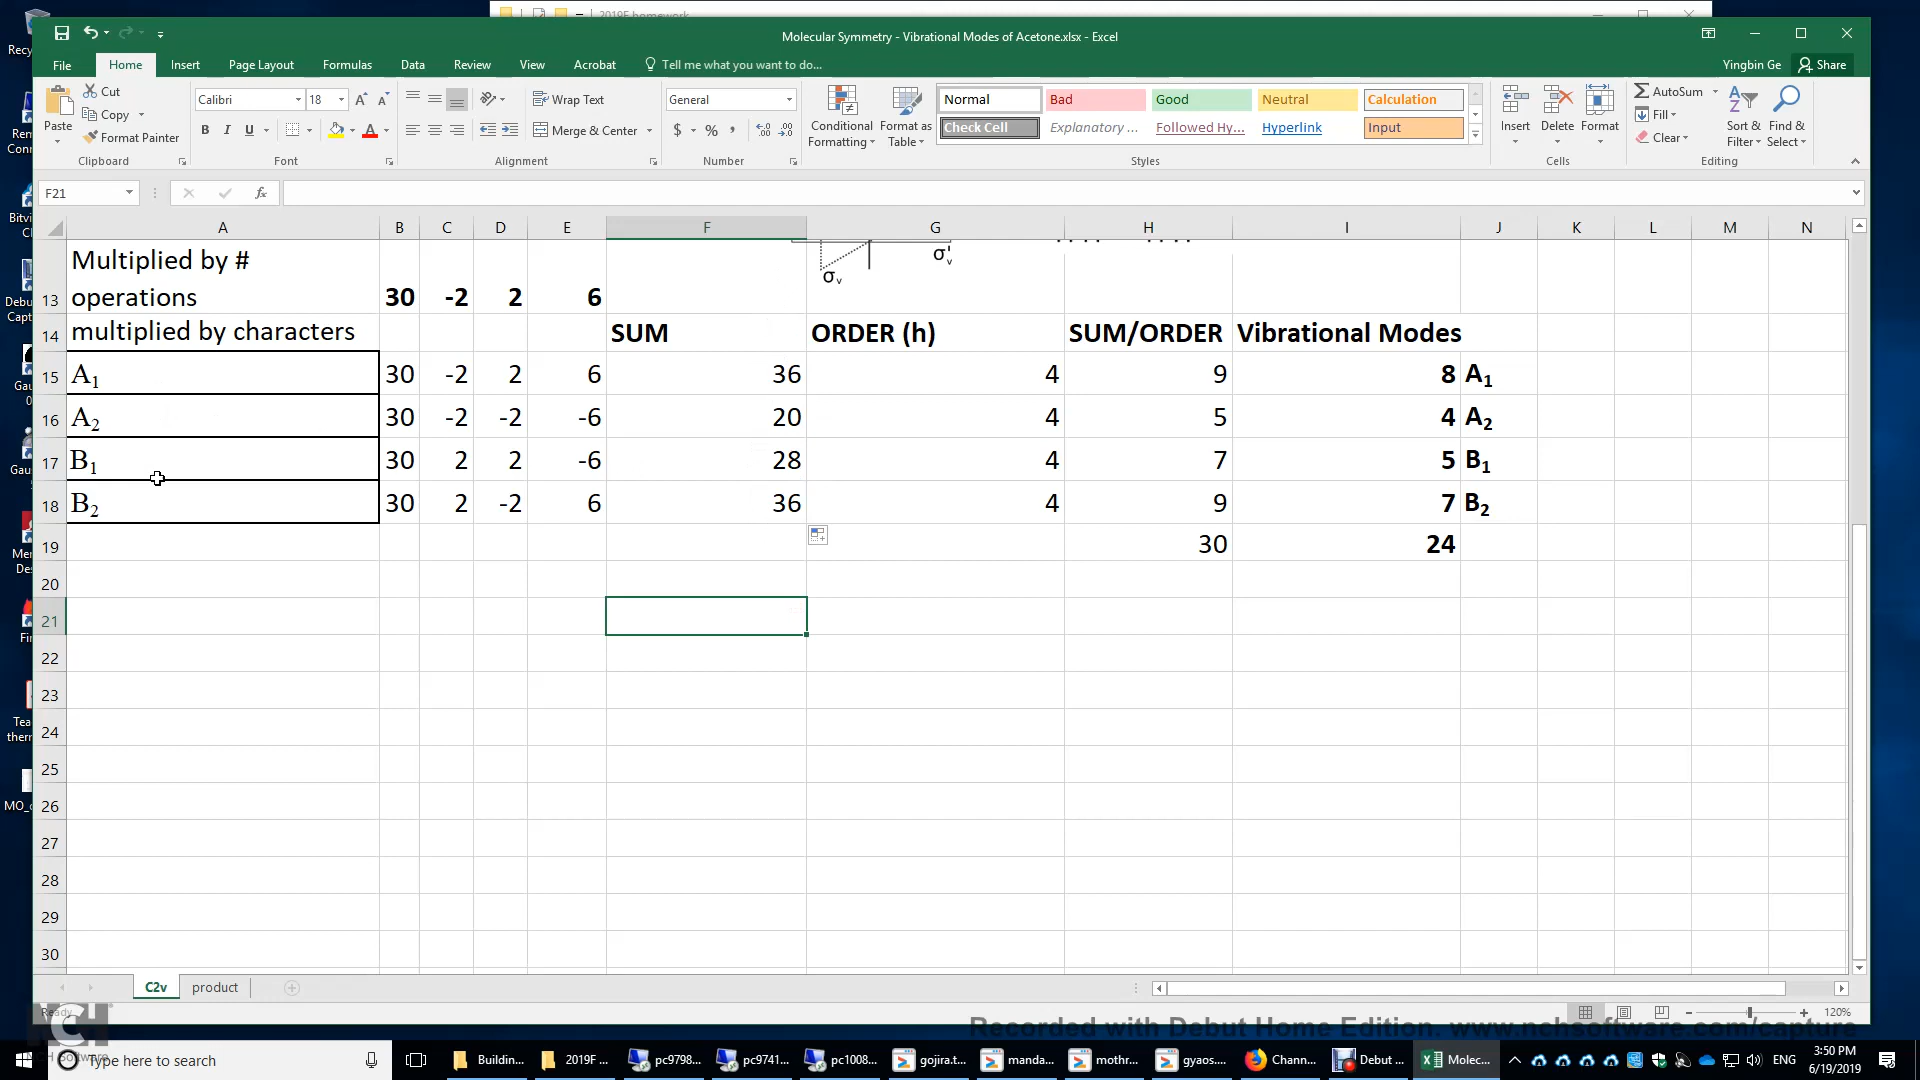 2019F homework
Molecular Symmetry - Vibrational Modes of Acetone.xlsx - Excel
File Home Insert Page Layout Formulas Data Review View Acrobat Tell me what you want to do... Yingbin Ge Share
Paste Cut Copy Format Painter Clipboard
Calibri 18 A A B I U A Font
Wrap Text Merge & Center Alignment
General $ % , Number
Conditional Formatting Format as Table
Normal Bad Good Neutral Calculation
Check Cell Explanatory ... Followed Hy... Hyperlink Input
Styles
Insert Delete Format Cells
AutoSum Fill Clear Sort & Filter Find & Select Editing
F21 fx
A B C D E F G H I J K L M N
Multiplied by #
13 operations 30 -2 2 6
σv σ'v
14 multiplied by characters SUM ORDER (h) SUM/ORDER Vibrational Modes
15 A1 30 -2 2 6 36 4 9 8 A1
16 A2 30 -2 -2 -6 20 4 5 4 A2
17 B1 30 2 2 -6 28 4 7 5 B1
18 B2 30 2 -2 6 36 4 9 7 B2
19 30 24
20
21
22
23
24
25
26
27
28
29
30
C2v product
Ready 120%
NCH Software
Recorded with Debut Home Edition. www.nchsoftware.com/capture
Type here to search Buildin... 2019F ... pc9798... pc9741... pc1008... gojira.t... manda... mothr... gyaos.... Chann... Debut ... Molec... ENG 3:50 PM
6/19/2019